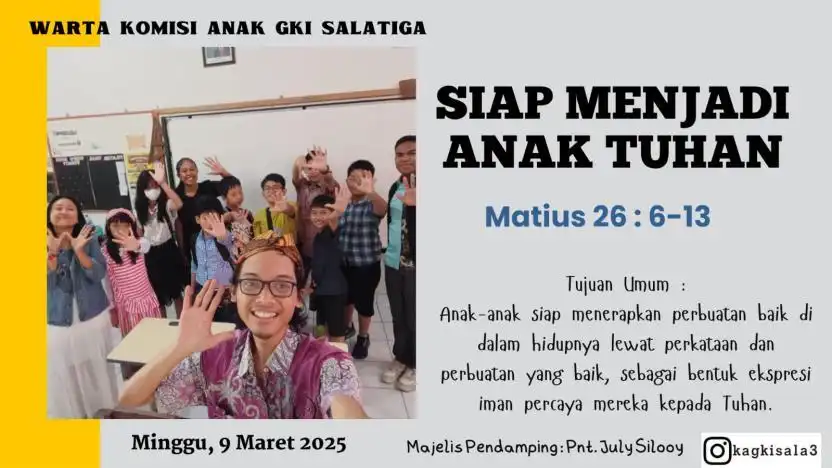 WARTA KOMISI ANAK GKI SALATIGA
SIAP MENJADI
ANAK TUHAN
Matius 26 : 6-13
Tujuan Umum :
Anak-anak siap menerapkan perbuatan baik di
dalam hidupnya lewat perkataan dan
perbuatan yang baik, sebagai bentuk ekspresi
iman percaya mereka kepada Tuhan.
Minggu, 9 Maret 2025
Majelis Pendamping : Pnt. July Silooy
kagkisala3